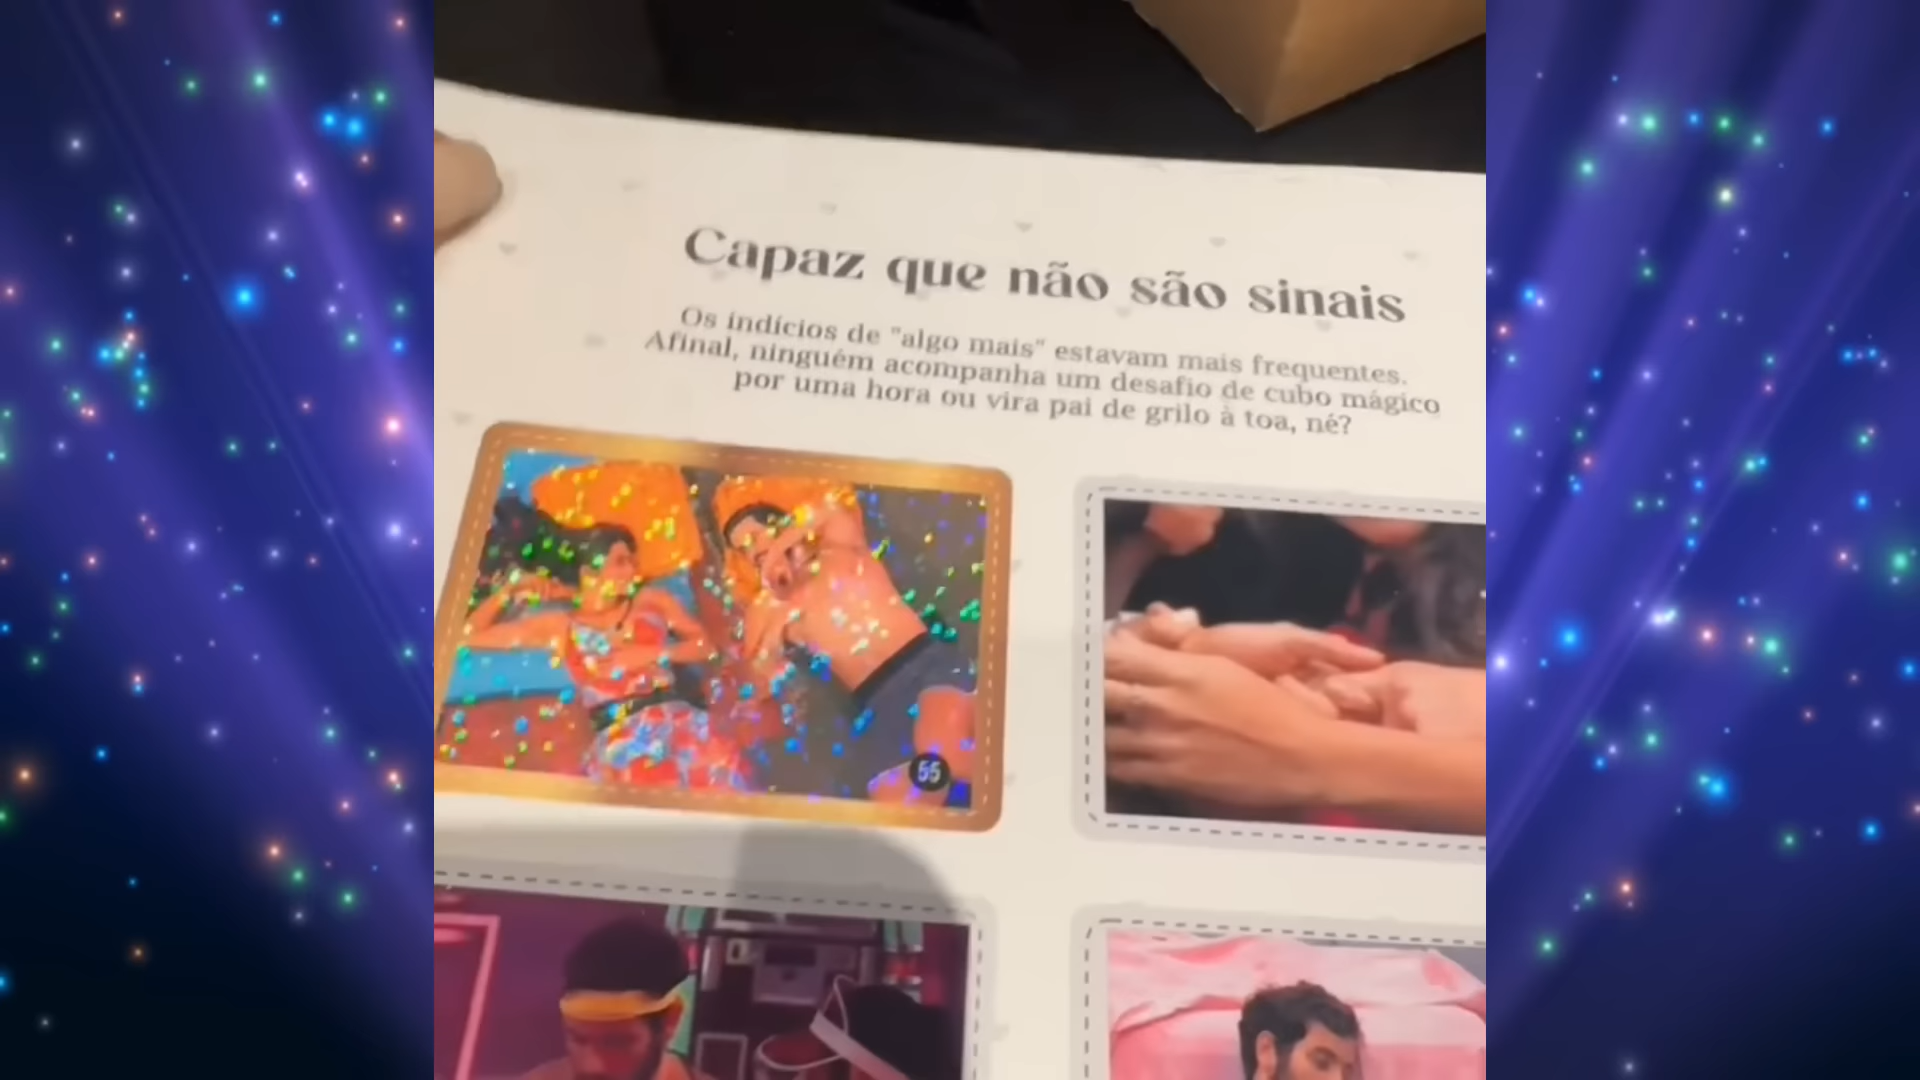 Capaz que não são sinais
Os indícios de "algo mais" estavam mais frequentes.
Afinal, ninguém acompanha um desafio de cubo mágico
por uma hora ou vira pai de grilo à toa, né?
55